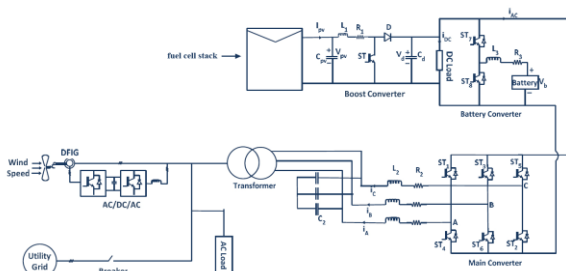 i_AC
I_pv L_1 R_1 D i_DC
ST_7
fuel cell stack
C_pv V_pv ST V_d C_d DC Load
L_3 R_3
ST_8 Battery V_b
Boost Converter
Battery Converter
DFIG
Wind
Speed
AC/DC/AC
Transformer
C_2
L_2 R_2
i_C
i_B
i_A
ST_1 ST_3 ST_5
C
B
A
ST_4 ST_6 ST_2
Main Converter
Utility
Grid
Breaker
AC Load